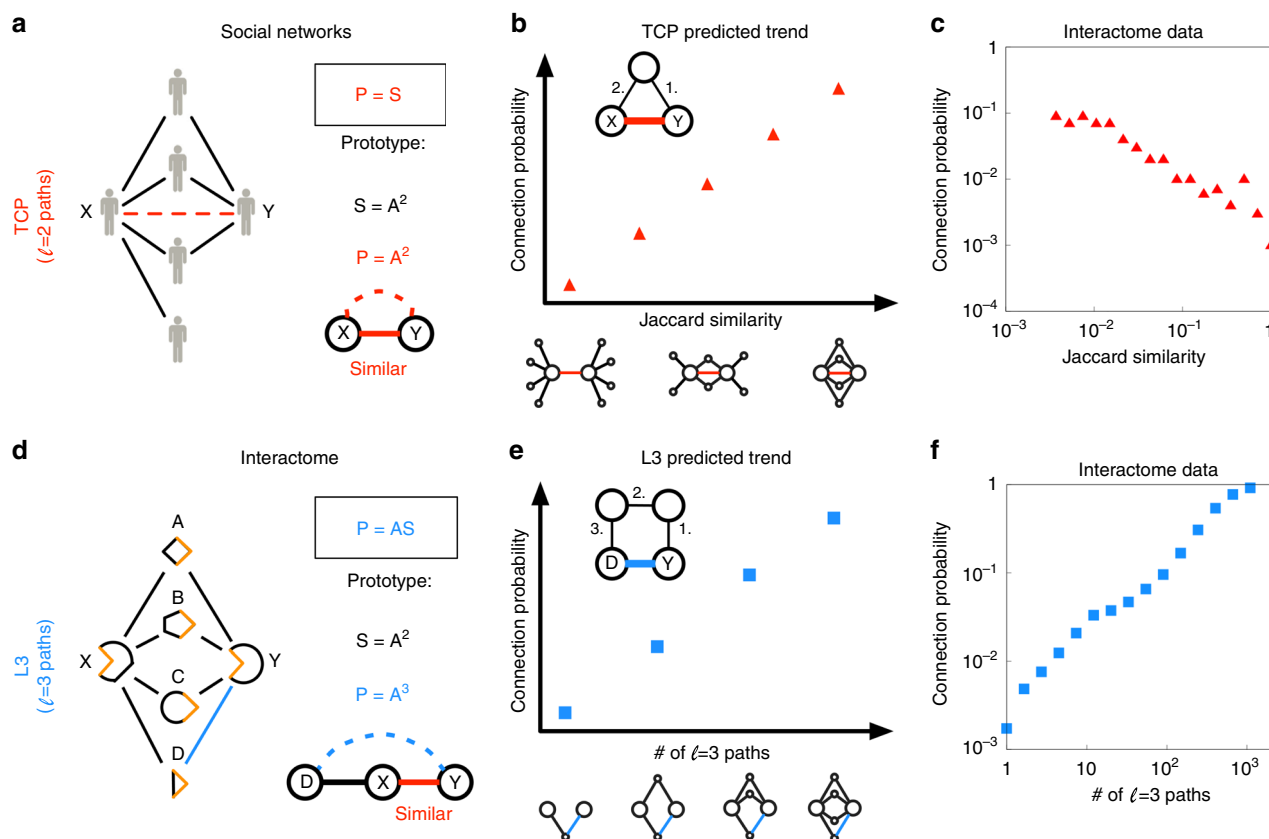 a
Social networks
TCP
(ℓ=2 paths)
X
Y
P = S
Prototype:
S = A²
P = A²
X
Y
Similar
b
TCP predicted trend
Connection probability
2.
1.
X
Y
Jaccard similarity
c
Interactome data
Connection probability
1
10⁻¹
10⁻²
10⁻³
10⁻⁴
10⁻³
10⁻²
10⁻¹
1
Jaccard similarity
d
Interactome
L3
(ℓ=3 paths)
A
B
X
Y
C
D
P = AS
Prototype:
S = A²
P = A³
D
X
Y
Similar
e
L3 predicted trend
Connection probability
2.
3.
1.
D
Y
# of ℓ=3 paths
f
Interactome data
Connection probability
1
10⁻¹
10⁻²
10⁻³
1
10
10²
10³
# of ℓ=3 paths